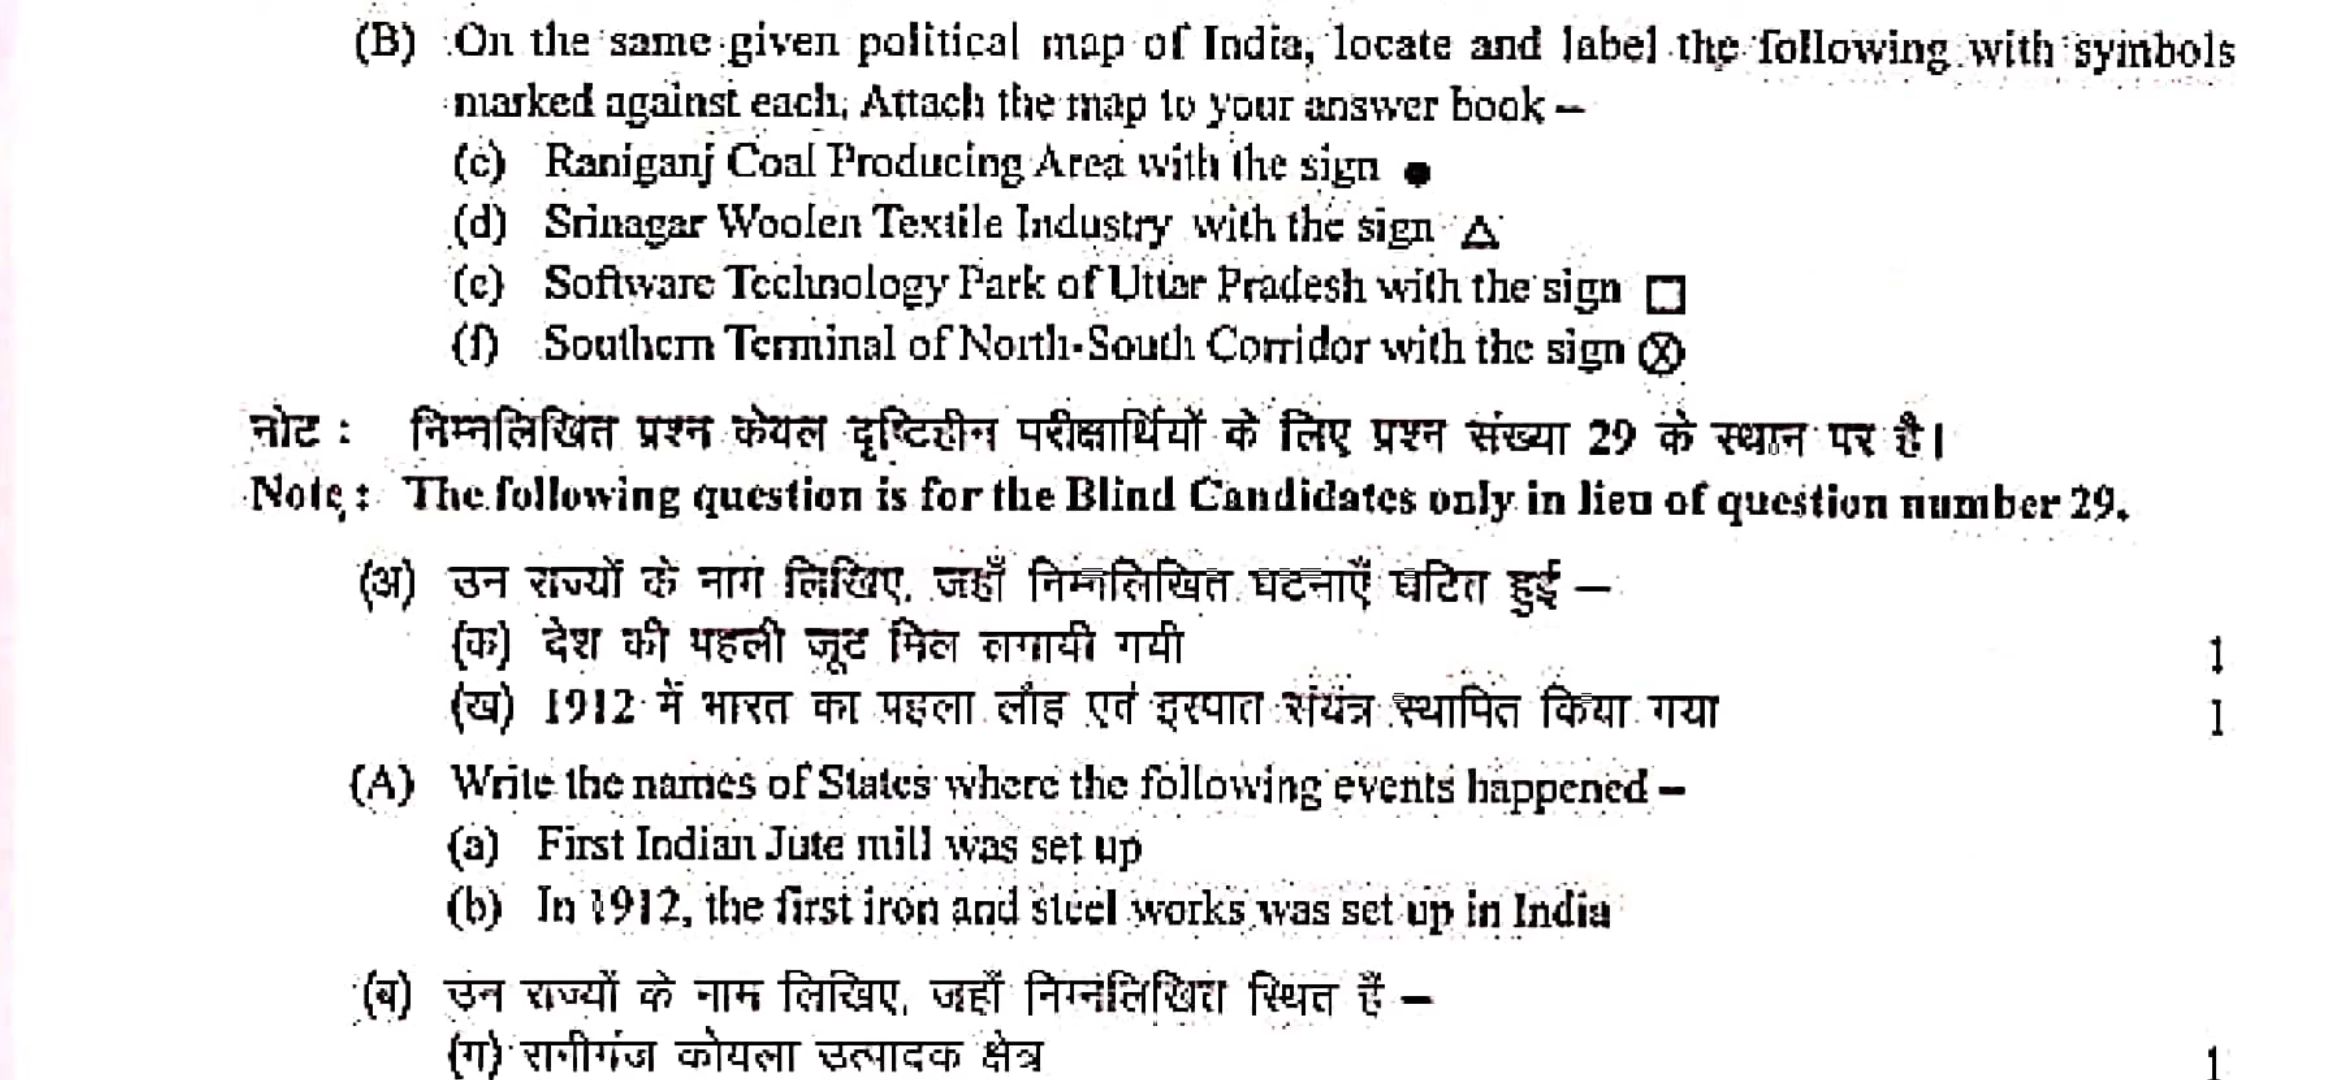 (B) On the same given political map of India, locate and label the following with symbols
marked against each, Attach the map to your answer book –
(c) Raniganj Coal Producing Area with the sign ●
(d) Srinagar Woolen Textile Industry with the sign △
(e) Software Technology Park of Uttar Pradesh with the sign □
(f) Southern Terminal of North-South Corridor with the sign ⊗
नोट : निम्नलिखित प्रश्न केवल दृष्टिहीन परीक्षार्थियों के लिए प्रश्न संख्या 29 के स्थान पर है।
Note : The following question is for the Blind Candidates only in lieu of question number 29.
(अ) उन राज्यों के नाम लिखिए, जहाँ निम्नलिखित घटनाएँ घटित हुई –
(क) देश की पहली जूट मिल लगायी गयी 1
(ख) 1912 में भारत का पहला लौह एवं इस्पात संयंत्र स्थापित किया गया 1
(A) Write the names of States where the following events happened –
(a) First Indian Jute mill was set up
(b) In 1912, the first iron and steel works was set up in India
(ब) उन राज्यों के नाम लिखिए, जहाँ निम्नलिखित स्थित हैं –
(ग) रानीगंज कोयला उत्पादक क्षेत्र 1